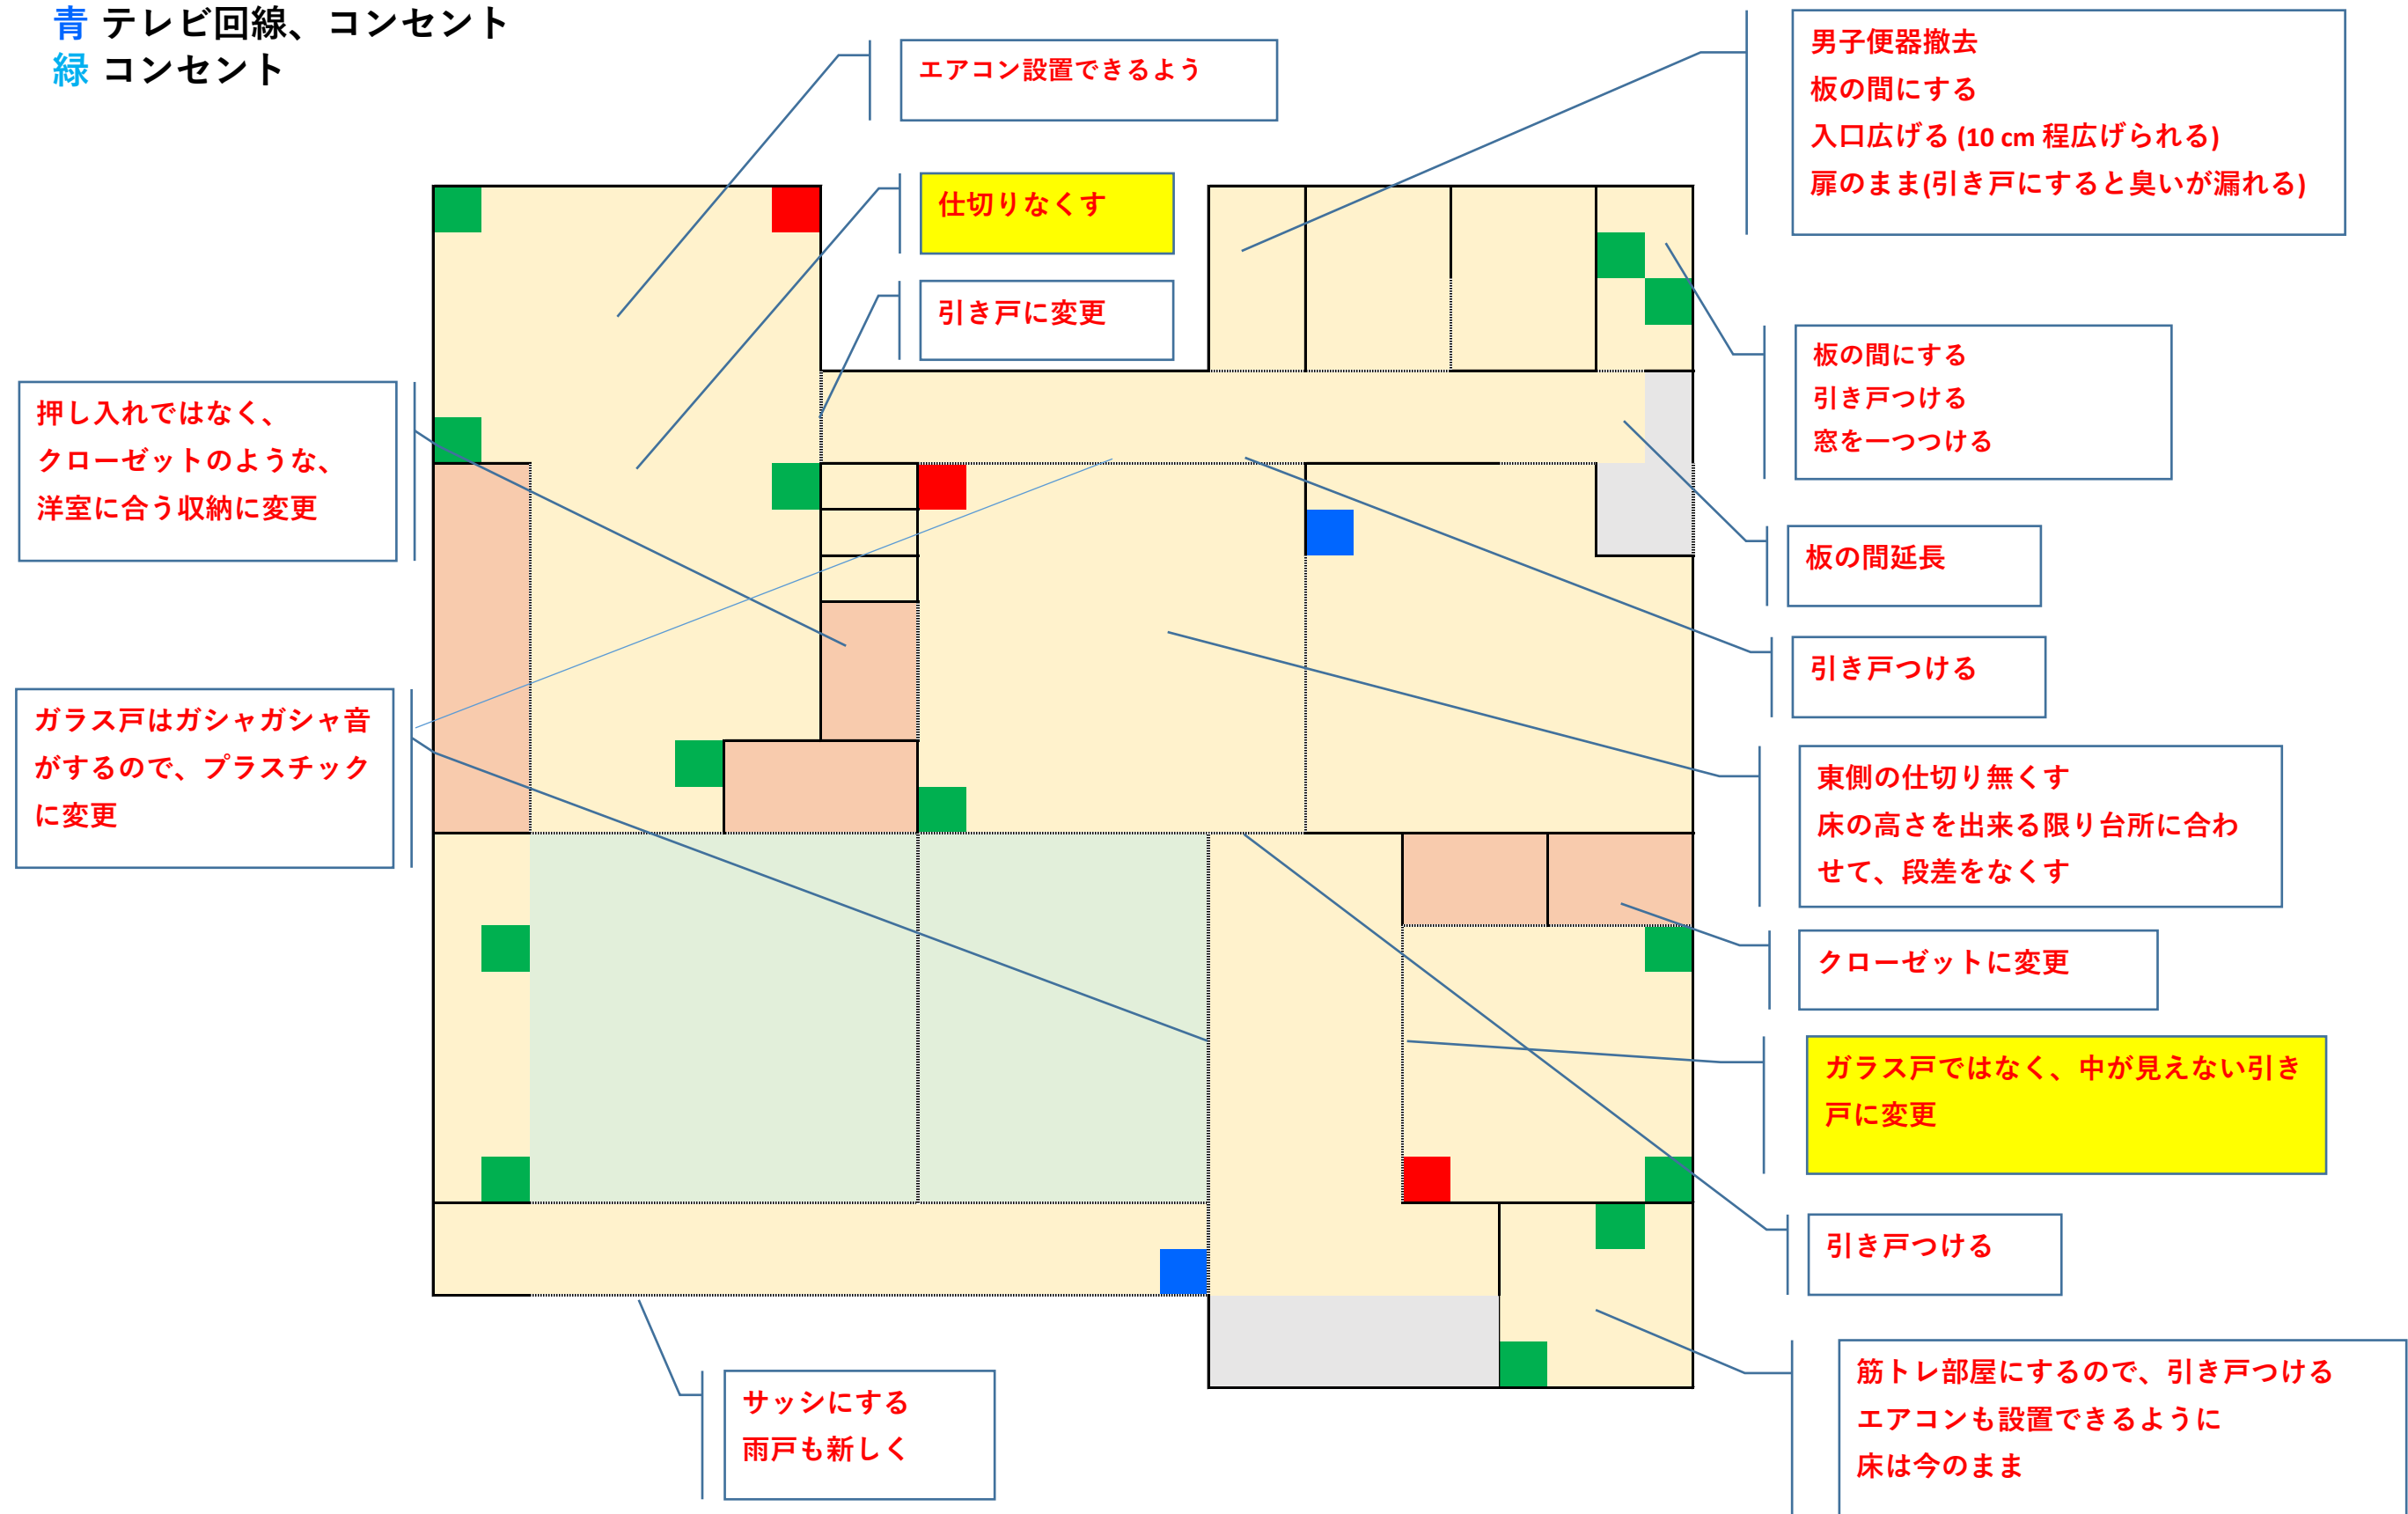 青 テレビ回線、コンセント
緑 コンセント
エアコン設置できるよう
仕切りなくす
引き戸に変更
男子便器撤去
板の間にする
入口広げる (10 cm 程広げられる)
扉のまま(引き戸にすると臭いが漏れる)
板の間にする
引き戸つける
窓を一つつける
押し入れではなく、
クローゼットのような、
洋室に合う収納に変更
板の間延長
引き戸つける
ガラス戸はガシャガシャ音
がするので、プラスチック
に変更
東側の仕切り無くす
床の高さを出来る限り台所に合わ
せて、段差をなくす
クローゼットに変更
ガラス戸ではなく、中が見えない引き
戸に変更
引き戸つける
サッシにする
雨戸も新しく
筋トレ部屋にするので、引き戸つける
エアコンも設置できるように
床は今のまま